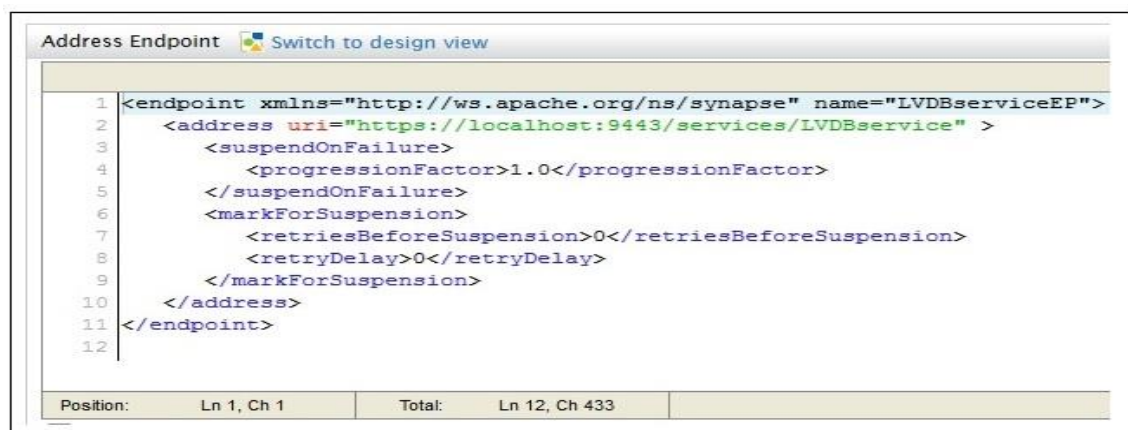 Address Endpoint Switch to design view
1 <endpoint xmlns="http://ws.apache.org/ns/synapse" name="LVDBserviceEP">
2 <address uri="https://localhost:9443/services/LVDBservice" >
3 <suspendOnFailure>
4 <progressionFactor>1.0</progressionFactor>
5 </suspendOnFailure>
6 <markForSuspension>
7 <retriesBeforeSuspension>0</retriesBeforeSuspension>
8 <retryDelay>0</retryDelay>
9 </markForSuspension>
10 </address>
11 </endpoint>
12
Position: Ln 1, Ch 1 Total: Ln 12, Ch 433